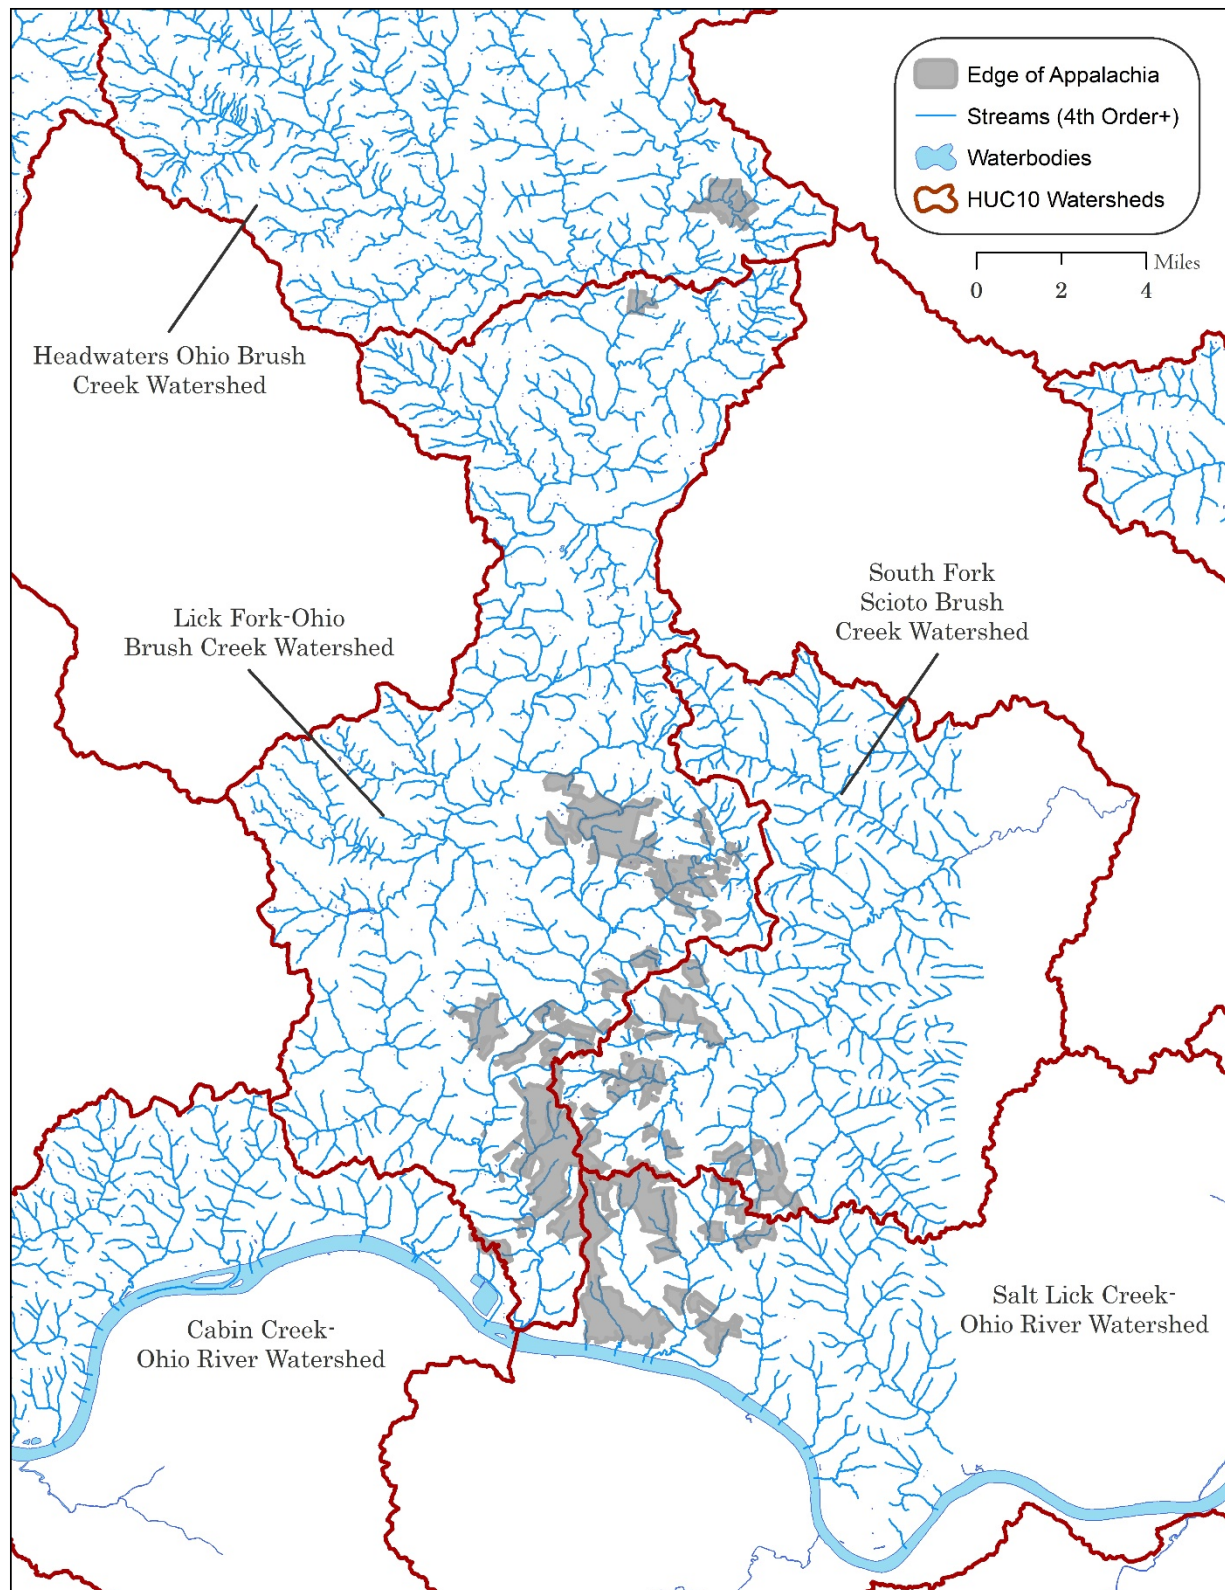 Edge of Appalachia
Streams (4th Order+)
Waterbodies
HUC10 Watersheds
Miles
0 2 4
Headwaters Ohio Brush
Creek Watershed
South Fork
Scioto Brush
Creek Watershed
Lick Fork-Ohio
Brush Creek Watershed
Salt Lick Creek-
Ohio River Watershed
Cabin Creek-
Ohio River Watershed